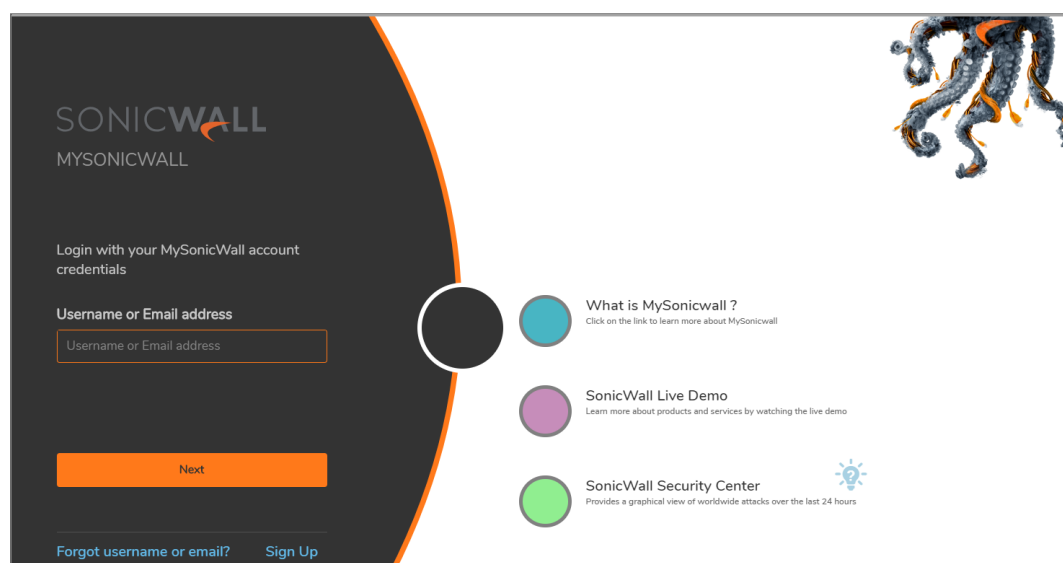 SONICWALL
MYSONICWALL
Login with your MySonicWall account
credentials
Username or Email address
Username or Email address
Next
Forgot username or email? Sign Up
What is MySonicwall ?
Click on the link to learn more about MySonicwall
SonicWall Live Demo
Learn more about products and services by watching the live demo
SonicWall Security Center
Provides a graphical view of worldwide attacks over the last 24 hours
?